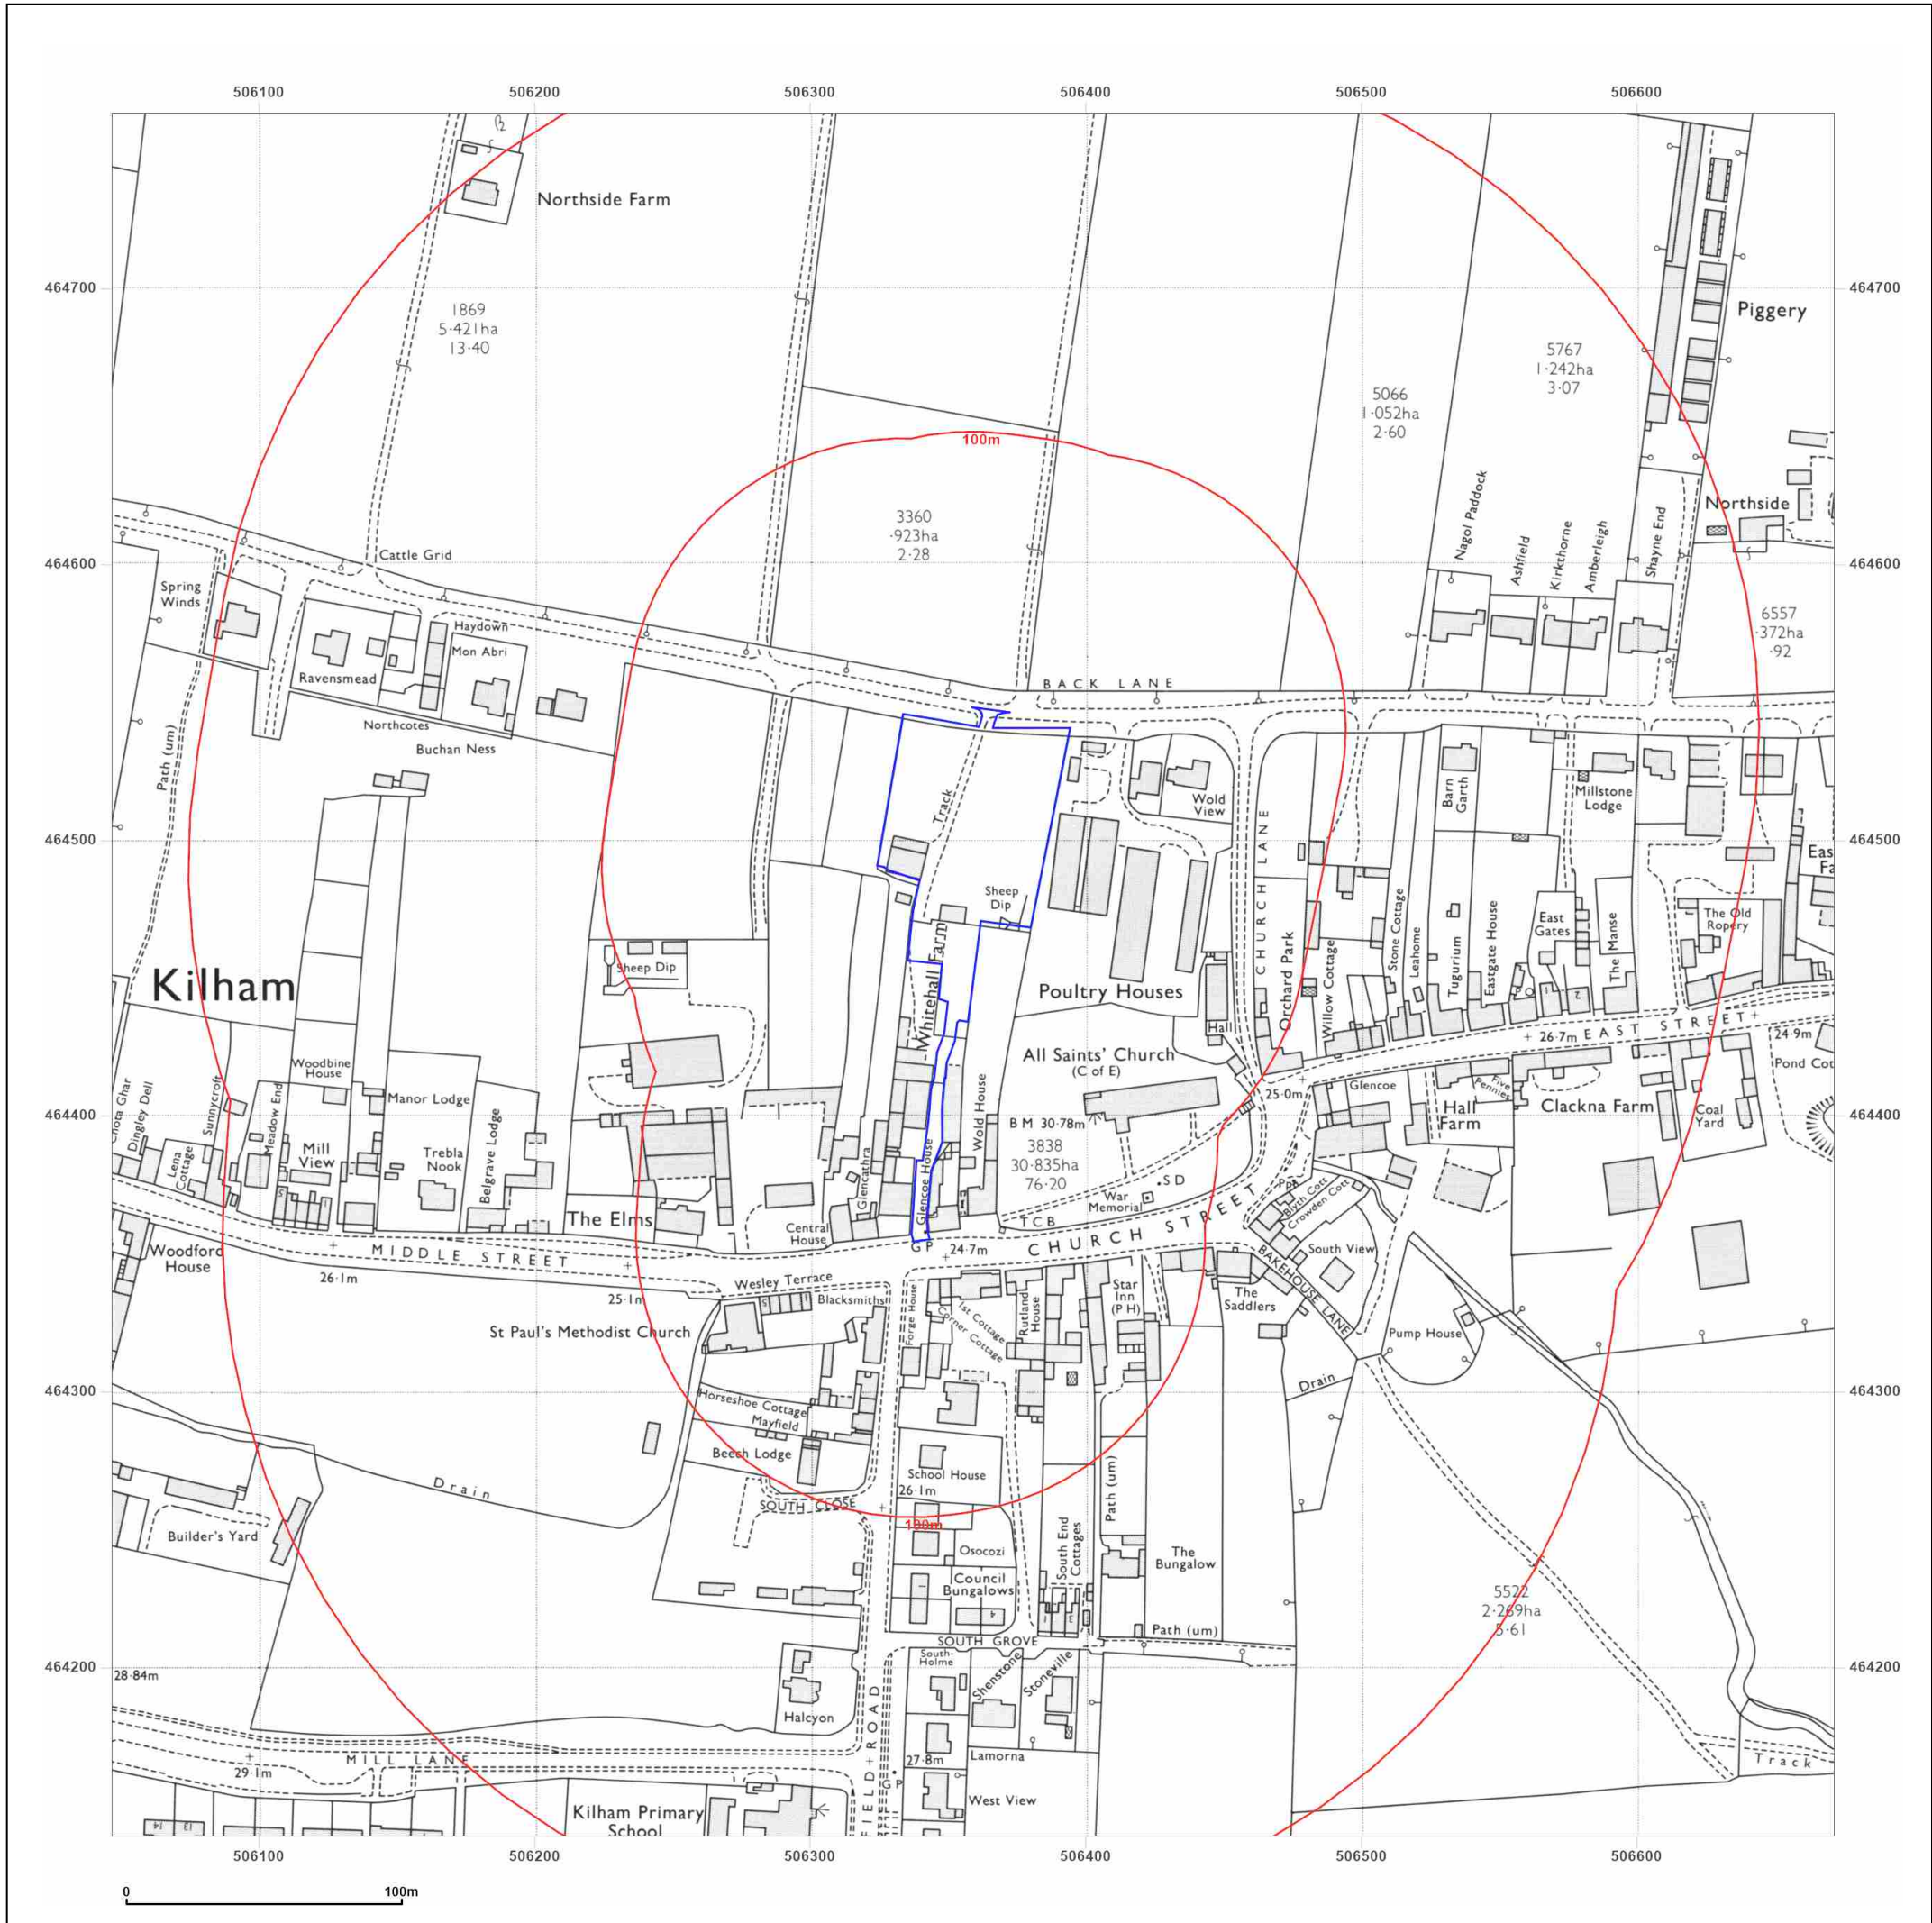 506100 506200 506300 506400 506500 506600
464700
464700
464600
464600
464500
464500
464400
464400
464300
464300
464200
464200
Northside Farm
1869
5·421ha
13·40
Piggery
5767
1·242ha
3·07
5066
1·052ha
2·60
100m
3360
·923ha
2·28
Cattle Grid
Spring
Winds
Haydown
Mon Abri
Ravensmead
Northcotes
Buchan Ness
Path (um)
Nagol Paddock
Ashfield
Kirkthorne
Amberleigh
Shayne End
Northside
6557
·372ha
·92
BACK LANE
Track
Wold
View
CHURCH LANE
Barn
Garth
Millstone
Lodge
Sheep
Dip
Kilham
Sheep Dip
Whitehall Farm
Poultry Houses
Hall
Orchard Park
Willow Cottage
Stone Cottage
Leahome
Tugurium
Eastgate House
East
Gates
The Manse
The Old
Ropery
P O
1
2
26·7m
EAST STREET
24·9m
Pond Cot
Woodbine
House
Dingley Dell
Lena
Cottage
Sunnycroft
Meadow End
Mill
View
5
Manor Lodge
Trebla
Nook
Belgrave Lodge
The Elms
Central
House
Glencathra
Glencoe House
Wold House
All Saints' Church
(C of E)
B M 30·78m
3838
30·835ha
76·20
S D
War
Memorial
TCB
25·0m
Glencoe
Five
Pennies
Hall
Farm
Clackna Farm
Coal
Yard
Woodford
House
MIDDLE STREET
26·1m
25·1m
G P
24·7m
CHURCH STREET
Blyth Cott
Crowden Cott
South View
BAKEHOUSE LANE
The
Saddlers
Pump House
Wesley Terrace
5
1
Blacksmiths
St Paul's Methodist Church
Forge House
1st Cottage
Corner Cottage
Rutland
House
Star
Inn
(P H)
Drain
Horseshoe Cottage
Mayfield
Beech Lodge
School House
26·1m
SOUTH CLOSE
100m
Drain
Builder's Yard
Path (um)
Osocozi
Council
Bungalows
1
4
South End
Cottages
1
3
The
Bungalow
Path (um)
SOUTH GROVE
5522
2·269ha
5·61
28·84m
Halcyon
South-
Holme
Shenstone
Stoneville
MILL LANE
29·1m
14
13
FIELD ROAD
27·8m
G P
Lamorna
West View
Kilham Primary
School
Track
506100 506200 506300 506400 506500 506600
0 100m